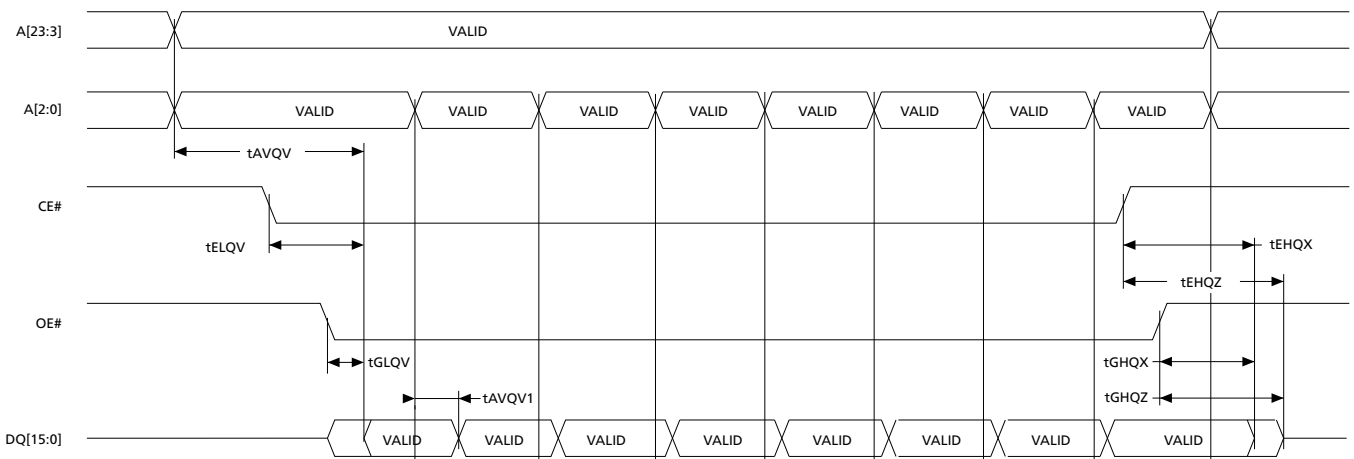 A[23:3] VALID
A[2:0] VALID VALID VALID VALID VALID VALID VALID VALID
tAVQV
CE#
tELQV tEHQX
tEHQZ
OE#
tGLQV tGHQX
tAVQV1 tGHQZ
DQ[15:0] VALID VALID VALID VALID VALID VALID VALID